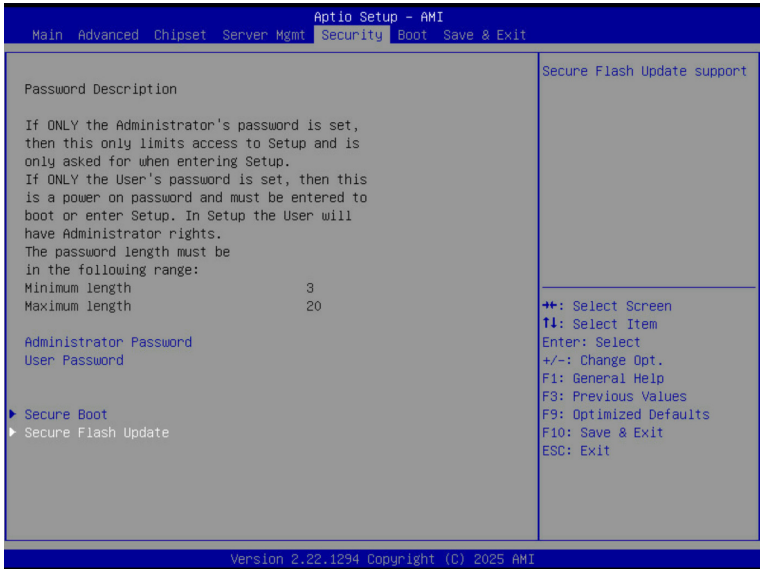 Aptio Setup - AMI
Main Advanced Chipset Server Mgmt Security Boot Save & Exit
Password Description
If ONLY the Administrator's password is set,
then this only limits access to Setup and is
only asked for when entering Setup.
If ONLY the User's password is set, then this
is a power on password and must be entered to
boot or enter Setup. In Setup the User will
have Administrator rights.
The password length must be
in the following range:
Minimum length 3
Maximum length 20
Administrator Password
User Password
Secure Boot
Secure Flash Update
Secure Flash Update support
→←: Select Screen
↑↓: Select Item
Enter: Select
+/-: Change Opt.
F1: General Help
F3: Previous Values
F9: Optimized Defaults
F10: Save & Exit
ESC: Exit
Version 2.22.1294 Copyright (C) 2025 AMI